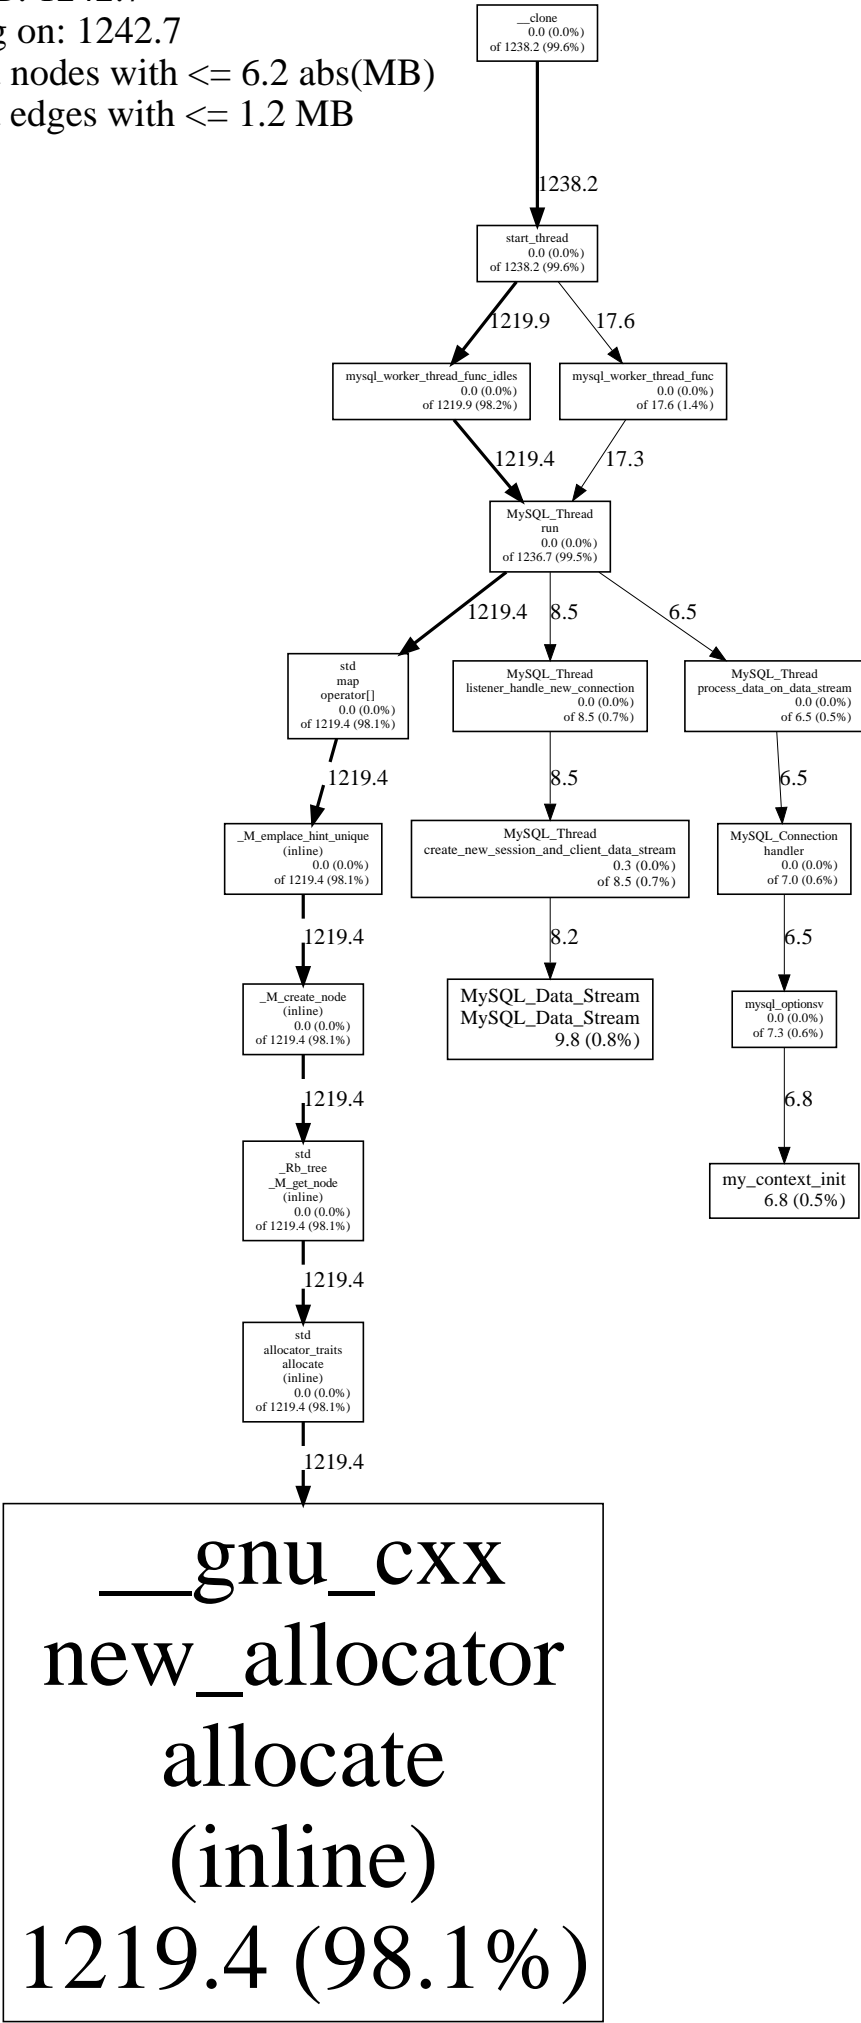 g on: 1242.7
nodes with <= 6.2 abs(MB)
edges with <= 1.2 MB
__clone
0.0 (0.0%)
of 1238.2 (99.6%)
1238.2
start_thread
0.0 (0.0%)
of 1238.2 (99.6%)
1219.9
17.6
mysql_worker_thread_func_idles
0.0 (0.0%)
of 1219.9 (98.2%)
mysql_worker_thread_func
0.0 (0.0%)
of 17.6 (1.4%)
1219.4
17.3
MySQL_Thread
run
0.0 (0.0%)
of 1236.7 (99.5%)
1219.4
8.5
6.5
std
map
operator[]
0.0 (0.0%)
of 1219.4 (98.1%)
MySQL_Thread
listener_handle_new_connection
0.0 (0.0%)
of 8.5 (0.7%)
MySQL_Thread
process_data_on_data_stream
0.0 (0.0%)
of 6.5 (0.5%)
1219.4
8.5
6.5
_M_emplace_hint_unique
(inline)
0.0 (0.0%)
of 1219.4 (98.1%)
MySQL_Thread
create_new_session_and_client_data_stream
0.3 (0.0%)
of 8.5 (0.7%)
MySQL_Connection
handler
0.0 (0.0%)
of 7.0 (0.6%)
1219.4
8.2
6.5
_M_create_node
(inline)
0.0 (0.0%)
of 1219.4 (98.1%)
MySQL_Data_Stream
MySQL_Data_Stream
9.8 (0.8%)
mysql_optionsv
0.0 (0.0%)
of 7.3 (0.6%)
1219.4
6.8
std
_Rb_tree
_M_get_node
(inline)
0.0 (0.0%)
of 1219.4 (98.1%)
my_context_init
6.8 (0.5%)
1219.4
std
allocator_traits
allocate
(inline)
0.0 (0.0%)
of 1219.4 (98.1%)
1219.4
__gnu_cxx
new_allocator
allocate
(inline)
1219.4 (98.1%)